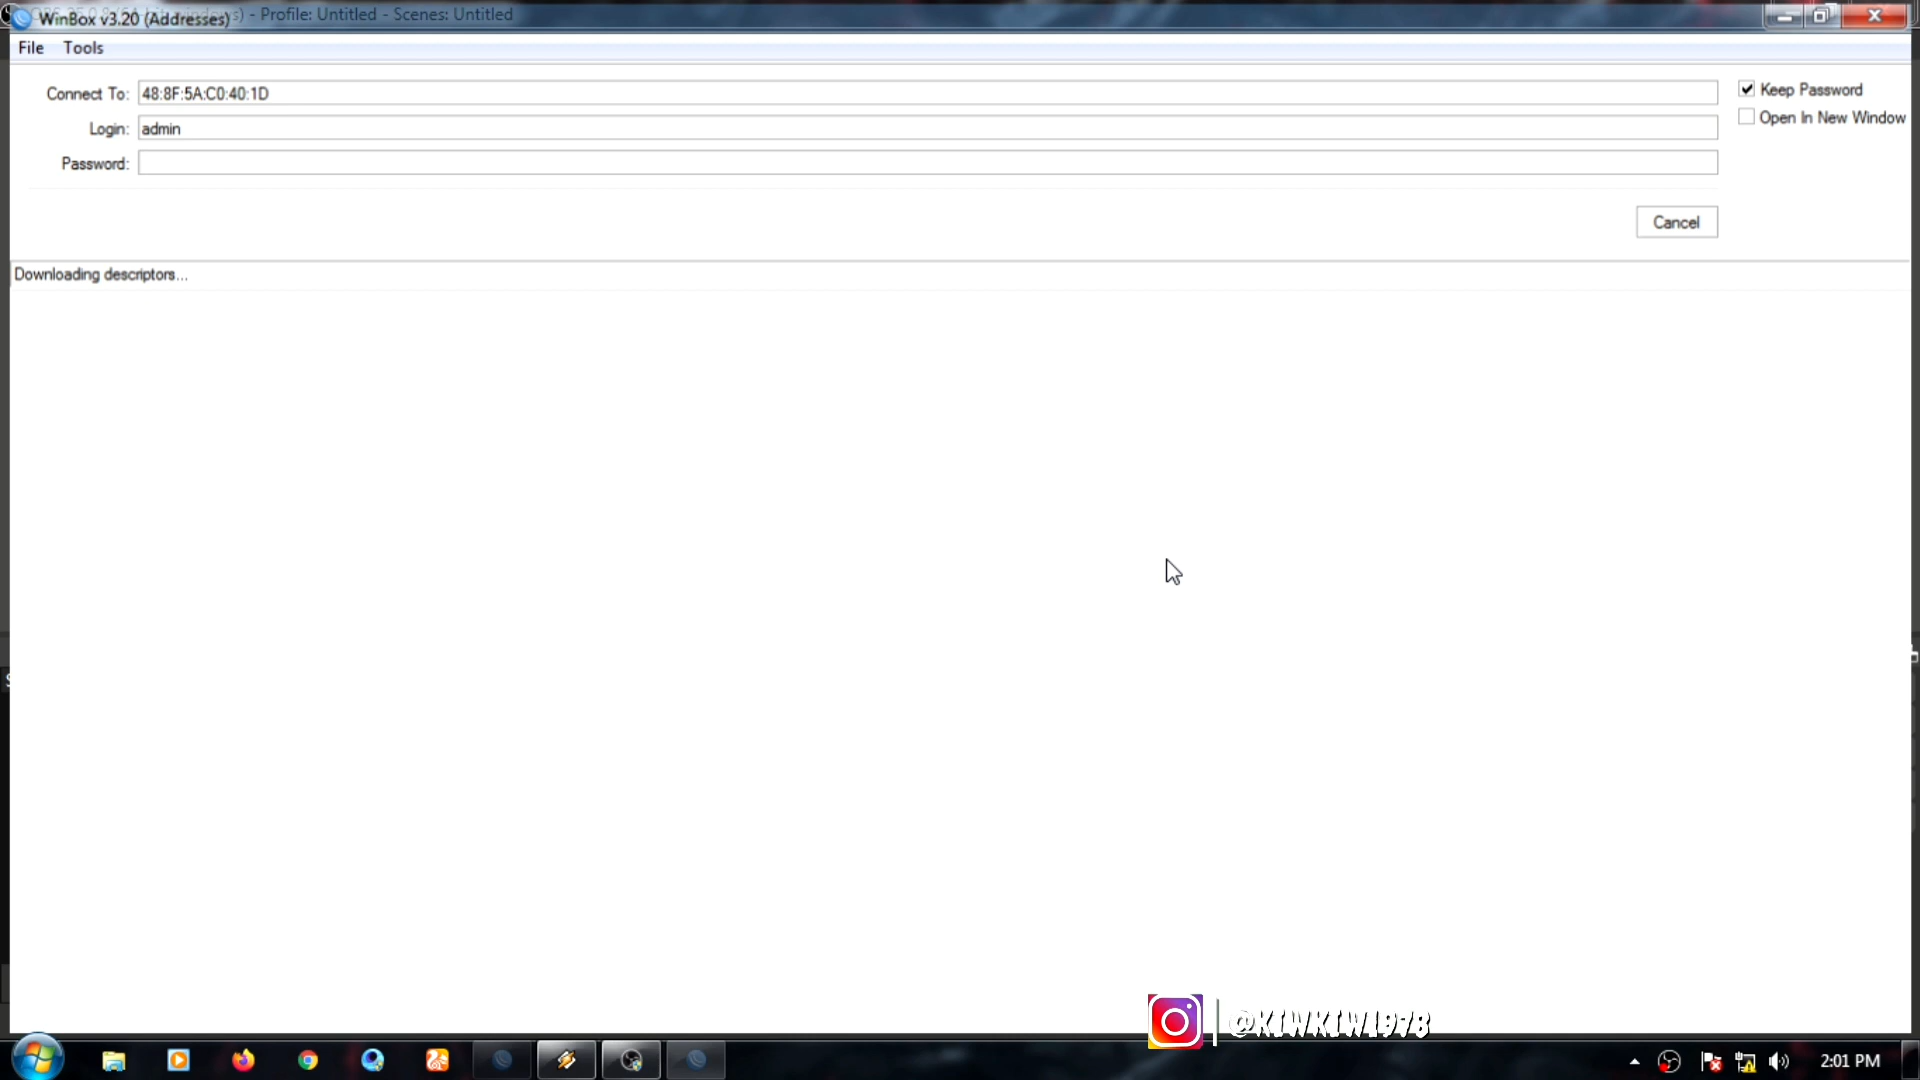 WinBox v3.20 (Addresses)
- Profile: Untitled - Scenes: Untitled
File Tools
Connect To: 48:8F:5A:C0:40:1D
Keep Password
Login: admin
Open In New Window
Password:
Cancel
Downloading descriptors...
@KIWKIW1978
2:01 PM